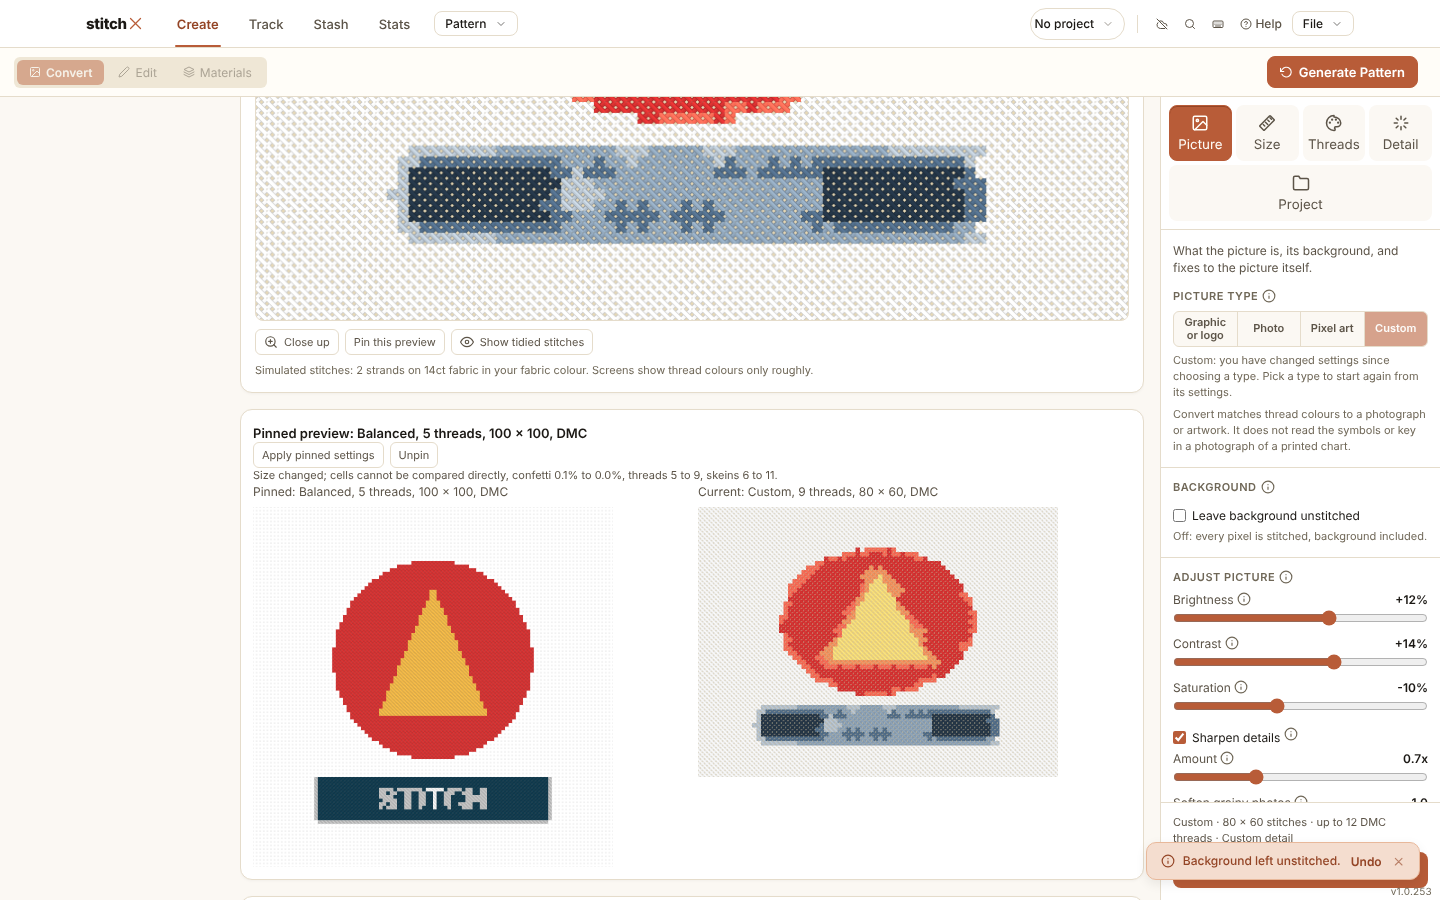 stitch
Create
Track
Stash
Stats
Pattern
No project
Help
File
Convert
Edit
Materials
Generate Pattern
Picture
Size
Threads
Detail
Project
Close up
Pin this preview
Show tidied stitches
Simulated stitches: 2 strands on 14ct fabric in your fabric colour. Screens show thread colours only roughly.
Pinned preview: Balanced, 5 threads, 100 × 100, DMC
Apply pinned settings
Unpin
Size changed; cells cannot be compared directly, confetti 0.1% to 0.0%, threads 5 to 9, skeins 6 to 11.
Pinned: Balanced, 5 threads, 100 × 100, DMC
Current: Custom, 9 threads, 80 × 60, DMC
STITCH
What the picture is, its background, and
fixes to the picture itself.
PICTURE TYPE
Graphic
or logo
Photo
Pixel art
Custom
Custom: you have changed settings since
choosing a type. Pick a type to start again from
its settings.
Convert matches thread colours to a photograph
or artwork. It does not read the symbols or key
in a photograph of a printed chart.
BACKGROUND
Leave background unstitched
Off: every pixel is stitched, background included.
ADJUST PICTURE
Brightness
+12%
Contrast
+14%
Saturation
-10%
Sharpen details
Amount
0.7x
Custom · 80 × 60 stitches · up to 12 DMC
threads · Custom detail
Background left unstitched.
Undo
v1.0.253